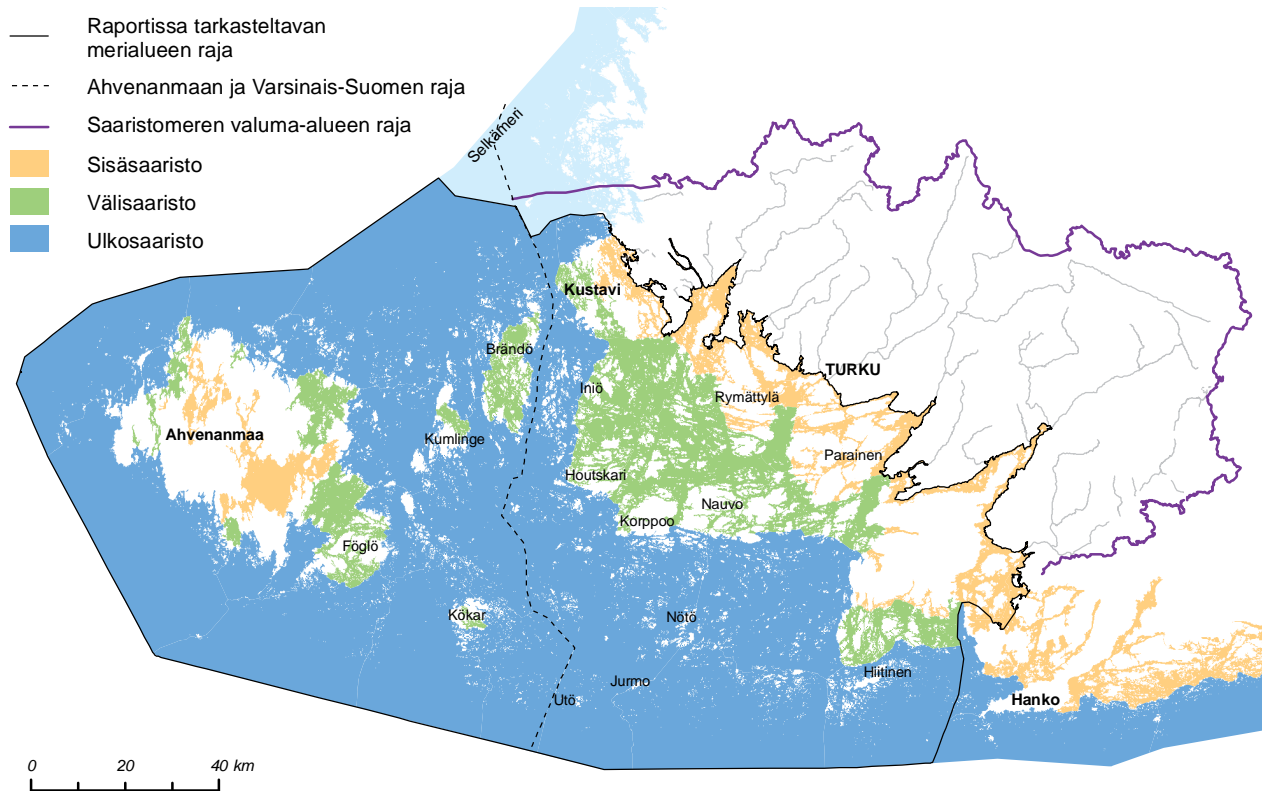 Raportissa tarkasteltavan
merialueen raja
Ahvenanmaan ja Varsinais-Suomen raja
Saaristomeren valuma-alueen raja
Sisäsaaristo
Välisaaristo
Ulkosaaristo
Selkämeri
Kustavi
Brändö
TURKU
Iniö
Rymättylä
Ahvenanmaa
Kumlinge
Parainen
Houtskari
Nauvo
Korppoo
Föglö
Kökar
Nötö
Hiitinen
Jurmo
Utö
Hanko
0 20 40 km